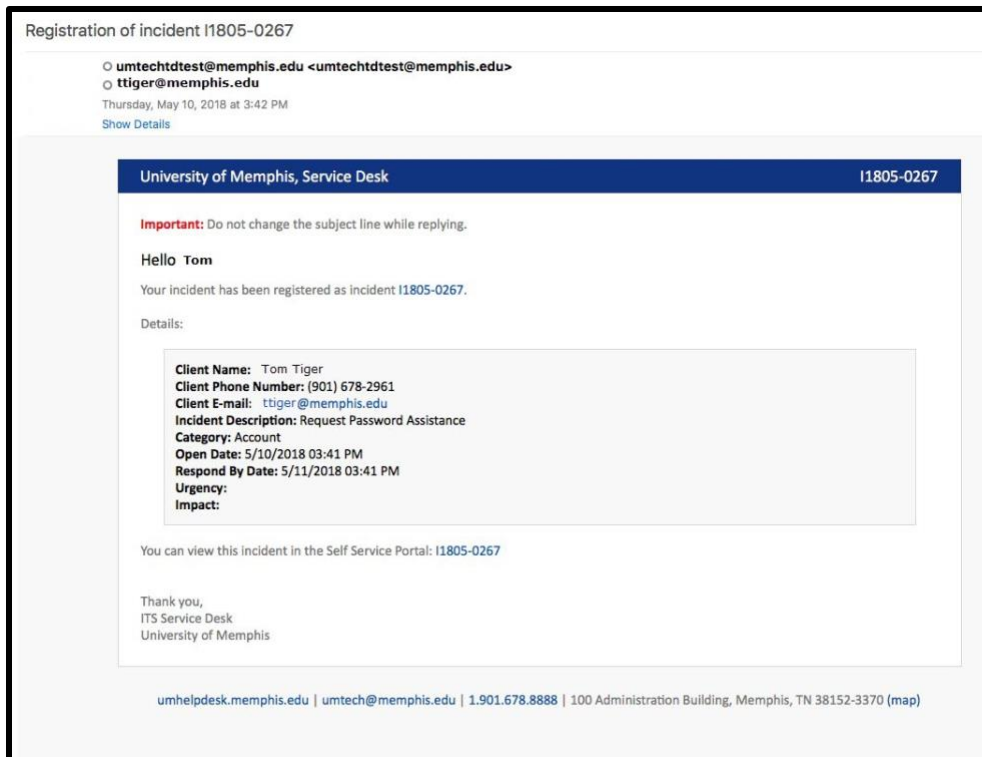 Registration of incident I1805-0267
umtechtdtest@memphis.edu <umtechtdtest@memphis.edu>
ttiger@memphis.edu
Thursday, May 10, 2018 at 3:42 PM
Show Details
University of Memphis, Service Desk I1805-0267
Important: Do not change the subject line while replying.
Hello Tom
Your incident has been registered as incident I1805-0267.
Details:
Client Name: Tom Tiger
Client Phone Number: (901) 678-2961
Client E-mail: ttiger@memphis.edu
Incident Description: Request Password Assistance
Category: Account
Open Date: 5/10/2018 03:41 PM
Respond By Date: 5/11/2018 03:41 PM
Urgency:
Impact:
You can view this incident in the Self Service Portal: I1805-0267
Thank you,
ITS Service Desk
University of Memphis
umhelpdesk.memphis.edu | umtech@memphis.edu | 1.901.678.8888 | 100 Administration Building, Memphis, TN 38152-3370 (map)